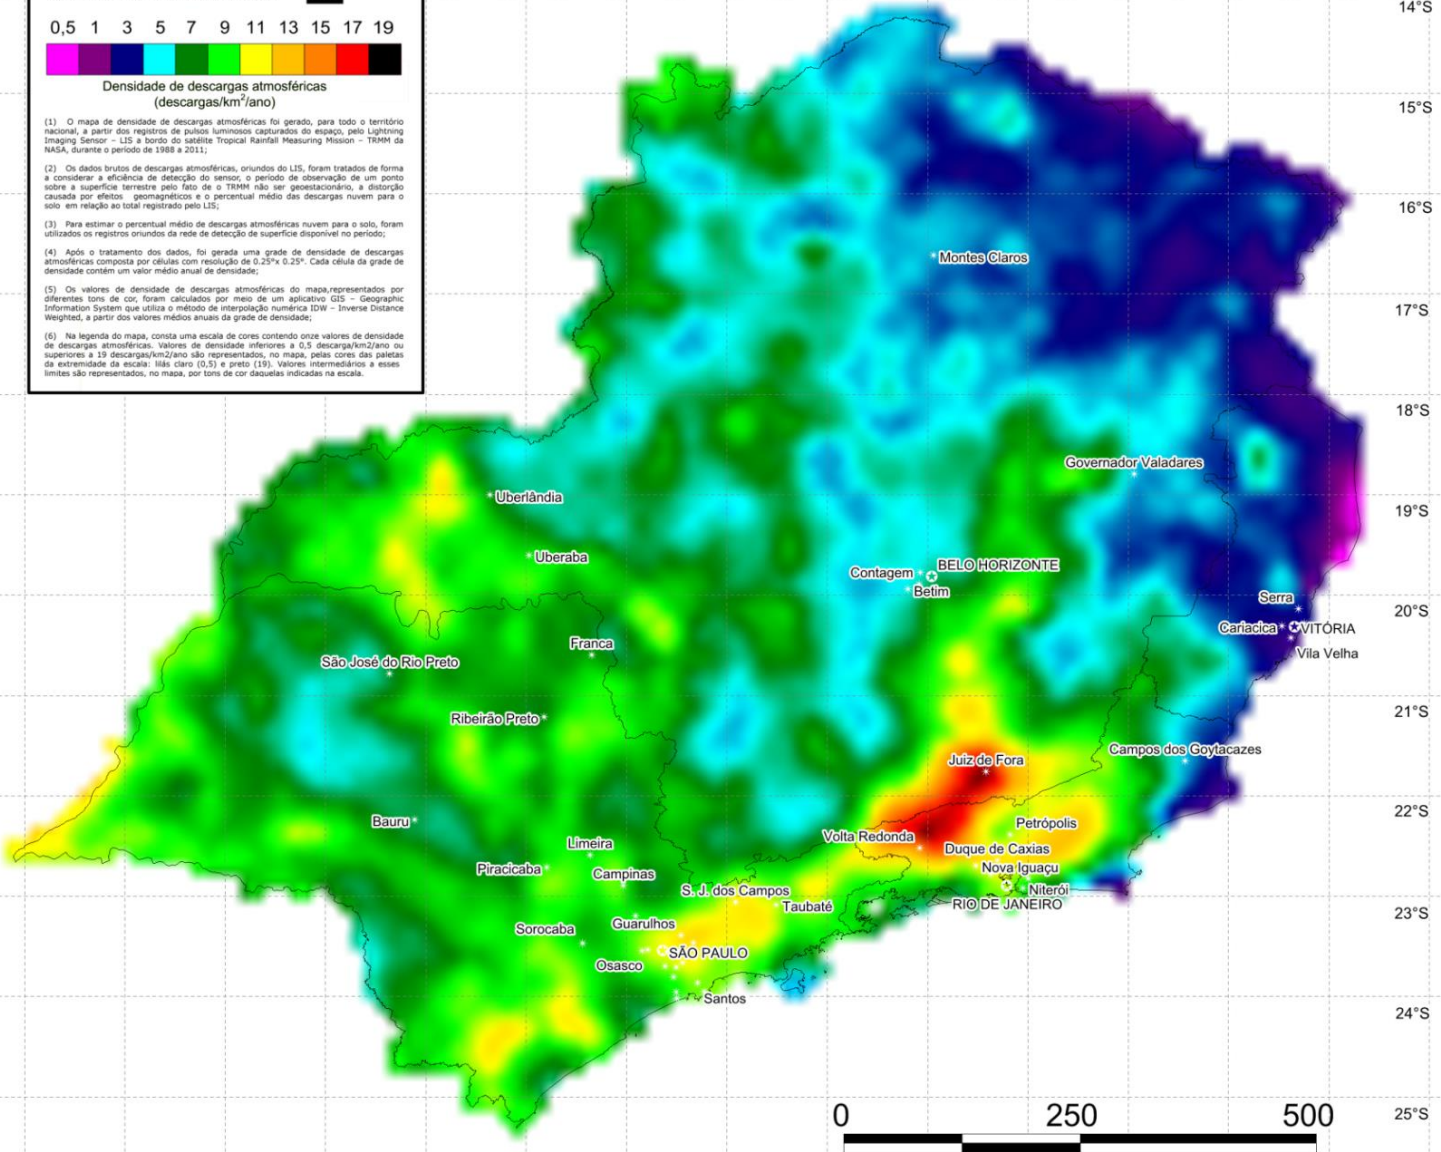 0,5 1 3 5 7 9 11 13 15 17 19
Densidade de descargas atmosféricas
(descargas/km²/ano)
(1) O mapa de densidade de descargas atmosféricas foi gerado, para todo o território
nacional, a partir dos registros de pulsos luminosos capturados do espaço, pelo Lightning
Imaging Sensor – LIS a bordo do satélite Tropical Rainfall Measuring Mission – TRMM da
NASA, durante o período de 1988 a 2011;
(2) Os dados brutos de descargas atmosféricas, oriundos do LIS, foram tratados de forma
a considerar a eficiência de detecção do sensor, o período de observação de um ponto
sobre a superfície terrestre pelo fato de o TRMM não ser geoestacionário, a distorção
causada por efeitos geomagnéticos e o percentual médio das descargas nuvem para o
solo em relação ao total registrado pelo LIS;
(3) Para estimar o percentual médio de descargas atmosféricas nuvem para o solo, foram
utilizados os registros oriundos da rede de detecção de superfície disponível no período;
(4) Após o tratamento dos dados, foi gerada uma grade de densidade de descargas
atmosféricas composta por células com resolução de 0.25°x 0.25°. Cada célula da grade de
densidade contém um valor médio anual de densidade;
(5) Os valores de densidade de descargas atmosféricas do mapa,representados por
diferentes tons de cor, foram calculados por meio de um aplicativo GIS – Geographic
Information System que utiliza o método de interpolação numérica IDW – Inverse Distance
Weighted, a partir dos valores médios anuais da grade de densidade;
(6) Na legenda do mapa, consta uma escala de cores contendo onze valores de densidade
de descargas atmosféricas. Valores de densidade inferiores a 0,5 descarga/km2/ano ou
superiores a 19 descargas/km2/ano são representados, no mapa, pelas cores das paletas
da extremidade da escala: lilás claro (0,5) e preto (19). Valores intermediários a esses
limites são representados, no mapa, por tons de cor daquelas indicadas na escala.
14°S
15°S
16°S
Montes Claros
17°S
18°S
Governador Valadares
Uberlândia
19°S
Uberaba
BELO HORIZONTE
Contagem
Betim
Serra
20°S
Cariacica
VITÓRIA
Franca
Vila Velha
São José do Rio Preto
21°S
Ribeirão Preto
Campos dos Goytacazes
Juiz de Fora
22°S
Bauru
Petrópolis
Volta Redonda
Limeira
Duque de Caxias
Piracicaba
Nova Iguaçu
Campinas
S. J. dos Campos
Niterói
Taubaté
RIO DE JANEIRO
23°S
Guarulhos
Sorocaba
SÃO PAULO
Osasco
Santos
24°S
25°S
0 250 500